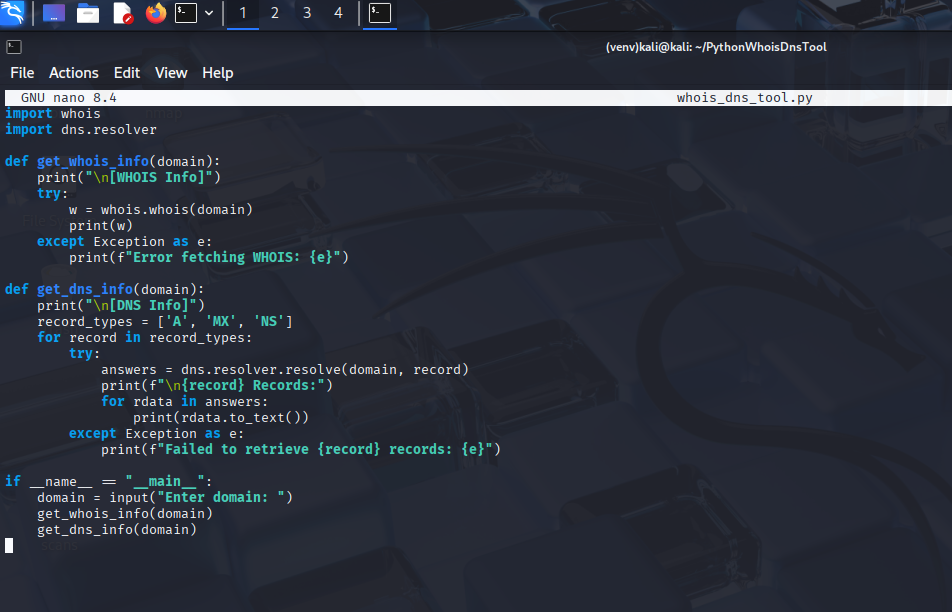 1 2 3 4
(venv)kali@kali: ~/PythonWhoisDnsTool
File Actions Edit View Help
GNU nano 8.4 whois_dns_tool.py
import whois
import dns.resolver
def get_whois_info(domain):
    print("\n[WHOIS Info]")
    try:
        w = whois.whois(domain)
        print(w)
    except Exception as e:
        print(f"Error fetching WHOIS: {e}")
def get_dns_info(domain):
    print("\n[DNS Info]")
    record_types = ['A', 'MX', 'NS']
    for record in record_types:
        try:
            answers = dns.resolver.resolve(domain, record)
            print(f"\n{record} Records:")
            for rdata in answers:
                print(rdata.to_text())
        except Exception as e:
            print(f"Failed to retrieve {record} records: {e}")
if __name__ == "__main__":
    domain = input("Enter domain: ")
    get_whois_info(domain)
    get_dns_info(domain)